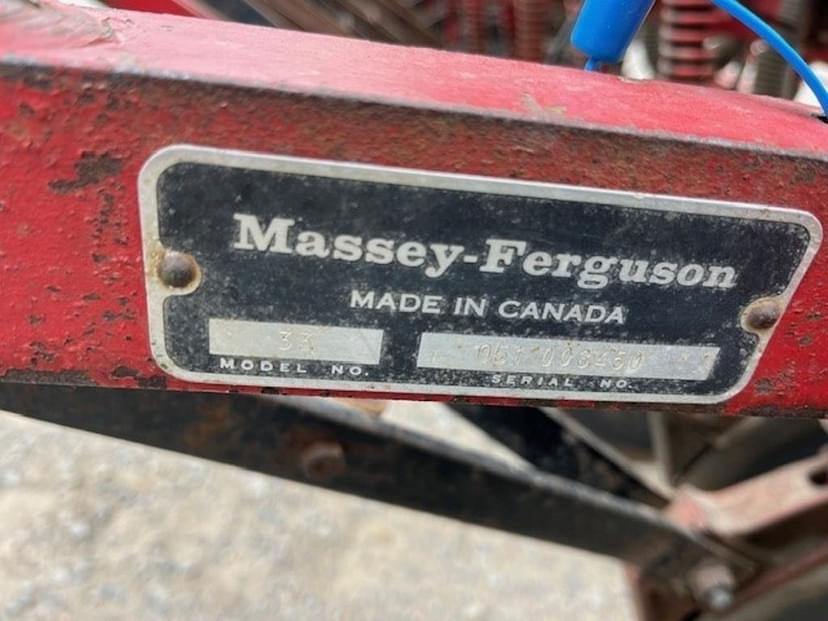 Massey-Ferguson
MADE IN CANADA
33
MODEL NO.
SERIAL NO.